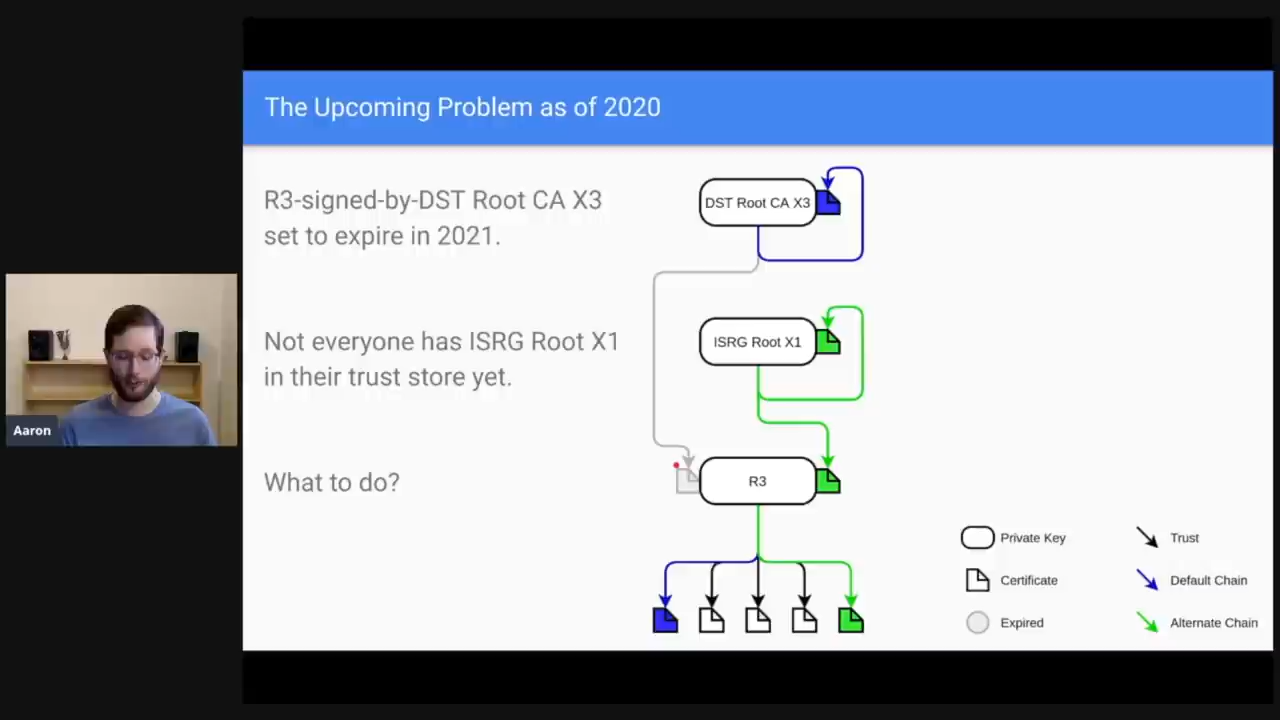 The Upcoming Problem as of 2020
R3-signed-by-DST Root CA X3
set to expire in 2021.
Not everyone has ISRG Root X1
in their trust store yet.
What to do?
DST Root CA X3
ISRG Root X1
R3
Private Key
Trust
Certificate
Default Chain
Expired
Alternate Chain
Aaron